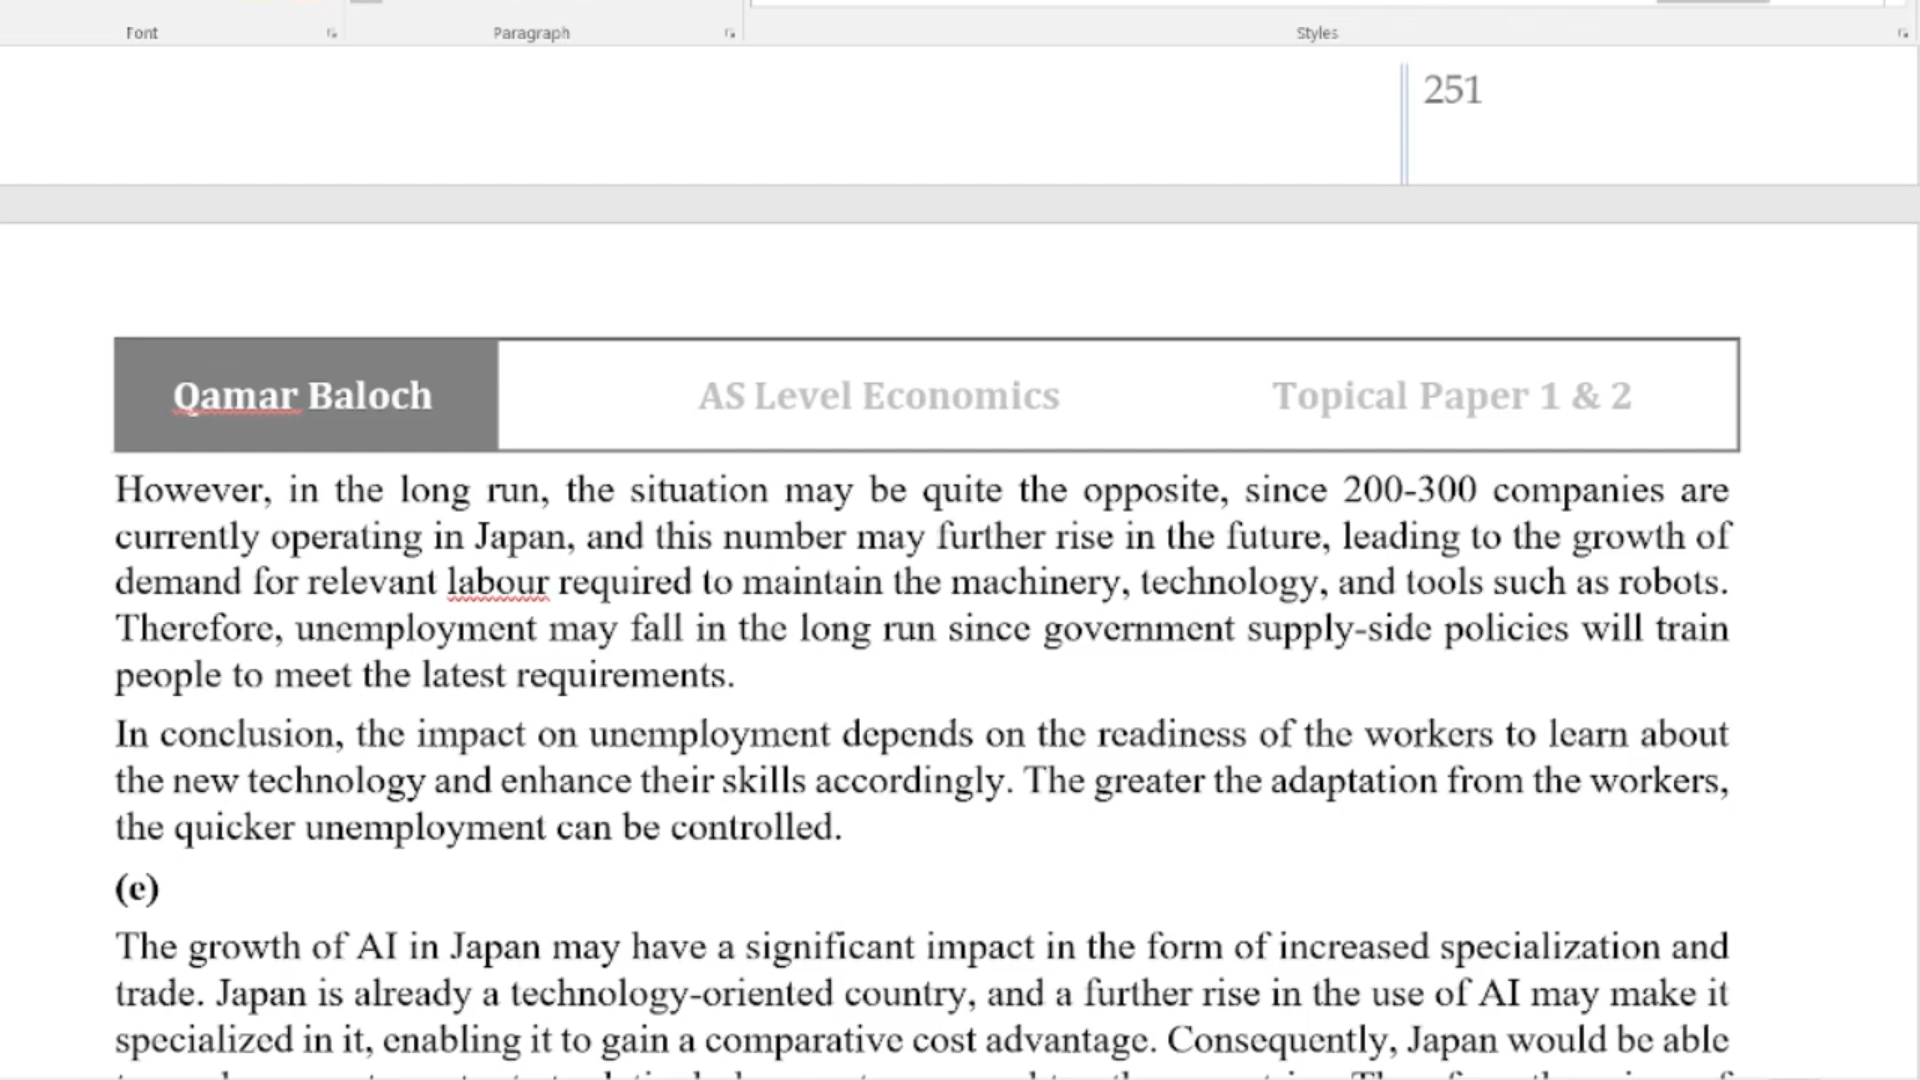 Font
Paragraph
Styles
251
Qamar Baloch
AS Level Economics
Topical Paper 1 & 2
However, in the long run, the situation may be quite the opposite, since 200-300 companies are
currently operating in Japan, and this number may further rise in the future, leading to the growth of
demand for relevant labour required to maintain the machinery, technology, and tools such as robots.
Therefore, unemployment may fall in the long run since government supply-side policies will train
people to meet the latest requirements.
In conclusion, the impact on unemployment depends on the readiness of the workers to learn about
the new technology and enhance their skills accordingly. The greater the adaptation from the workers,
the quicker unemployment can be controlled.
(e)
The growth of AI in Japan may have a significant impact in the form of increased specialization and
trade. Japan is already a technology-oriented country, and a further rise in the use of AI may make it
specialized in it, enabling it to gain a comparative cost advantage. Consequently, Japan would be able